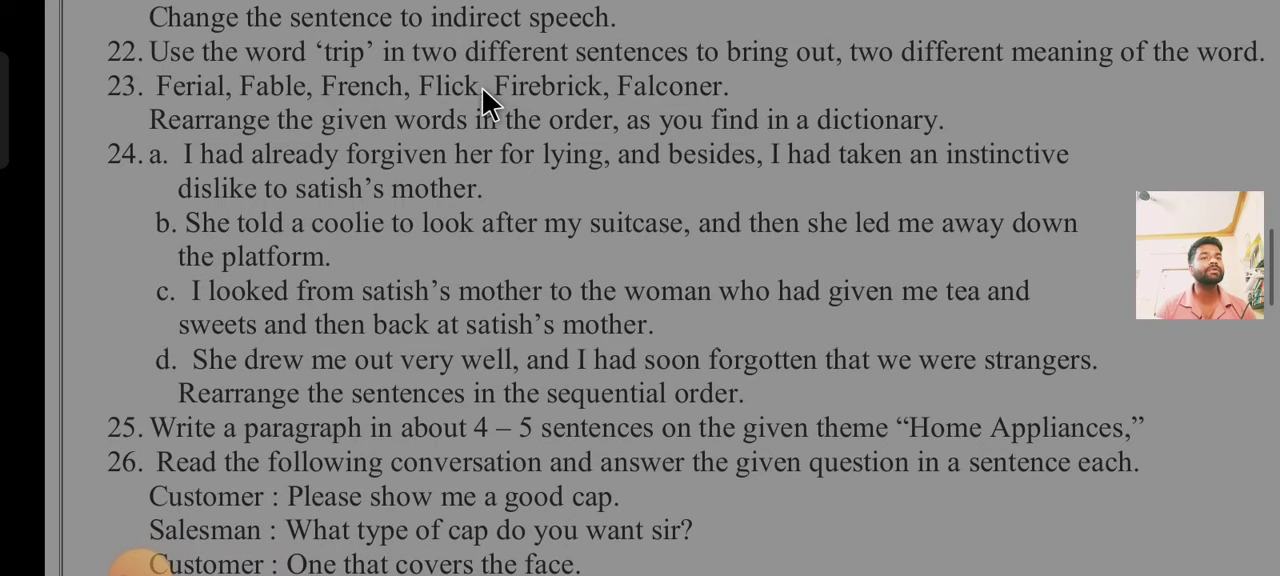 Change the sentence to indirect speech.
22. Use the word ‘trip’ in two different sentences to bring out, two different meaning of the word.
23. Ferial, Fable, French, Flick, Firebrick, Falconer.
Rearrange the given words in the order, as you find in a dictionary.
24. a. I had already forgiven her for lying, and besides, I had taken an instinctive
dislike to satish’s mother.
b. She told a coolie to look after my suitcase, and then she led me away down
the platform.
c. I looked from satish’s mother to the woman who had given me tea and
sweets and then back at satish’s mother.
d. She drew me out very well, and I had soon forgotten that we were strangers.
Rearrange the sentences in the sequential order.
25. Write a paragraph in about 4 – 5 sentences on the given theme “Home Appliances,”
26. Read the following conversation and answer the given question in a sentence each.
Customer : Please show me a good cap.
Salesman : What type of cap do you want sir?
Customer : One that covers the face.